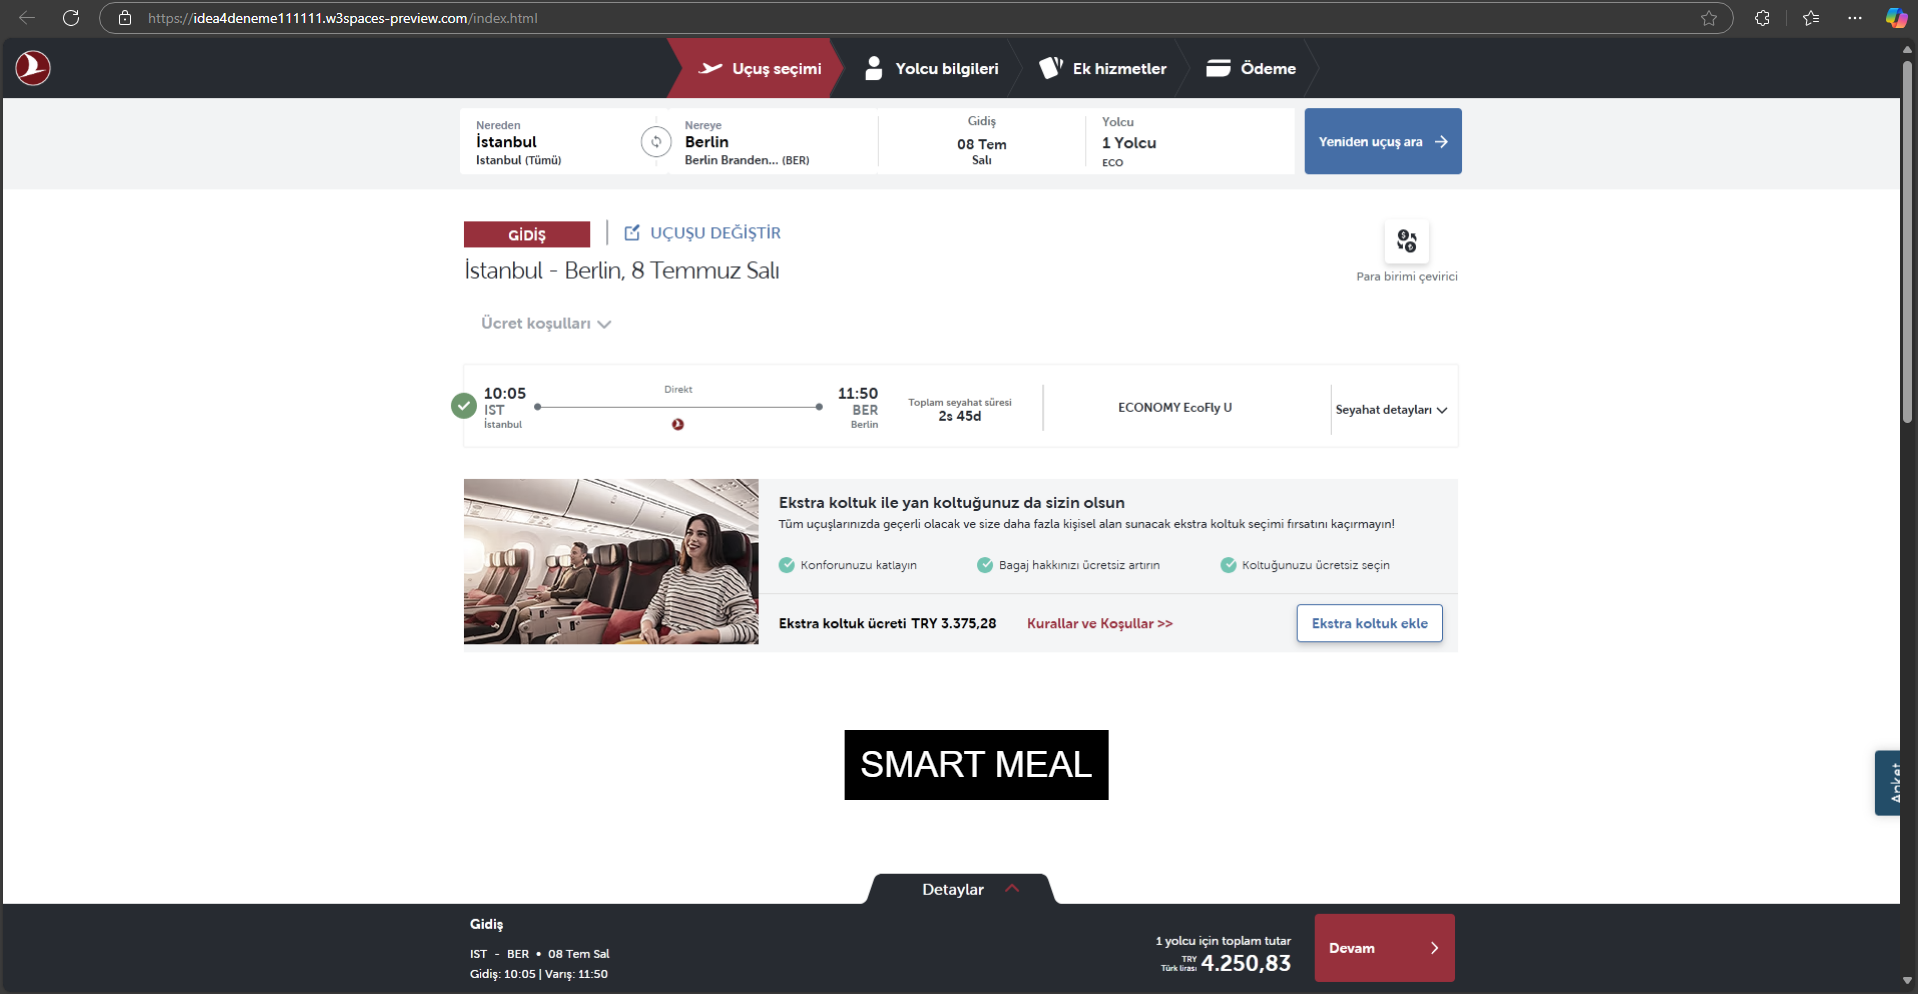 https://idea4deneme111111.w3spaces-preview.com/index.html
Uçuş seçimi
Yolcu bilgileri
Ek hizmetler
Ödeme
Nereden
İstanbul
Istanbul (Tümü)
Nereye
Berlin
Berlin Branden... (BER)
Gidiş
08 Tem
Salı
Yolcu
1 Yolcu
ECO
Yeniden uçuş ara
GİDİŞ
UÇUŞU DEĞİŞTİR
İstanbul - Berlin, 8 Temmuz Salı
Para birimi çevirici
Ücret koşulları
10:05
IST
İstanbul
Direkt
11:50
BER
Berlin
Toplam seyahat süresi
2s 45d
ECONOMY EcoFly U
Seyahat detayları
Ekstra koltuk ile yan koltuğunuz da sizin olsun
Tüm uçuşlarınızda geçerli olacak ve size daha fazla kişisel alan sunacak ekstra koltuk seçimi fırsatını kaçırmayın!
Konforunuzu katlayın
Bagaj hakkınızı ücretsiz artırın
Koltuğunuzu ücretsiz seçin
Ekstra koltuk ücreti TRY 3.375,28
Kurallar ve Koşullar >>
Ekstra koltuk ekle
SMART MEAL
Anket
Detaylar
Gidiş
IST - BER • 08 Tem Sal
Gidiş: 10:05 | Varış: 11:50
1 yolcu için toplam tutar
TRY
Türk lirası
4.250,83
Devam